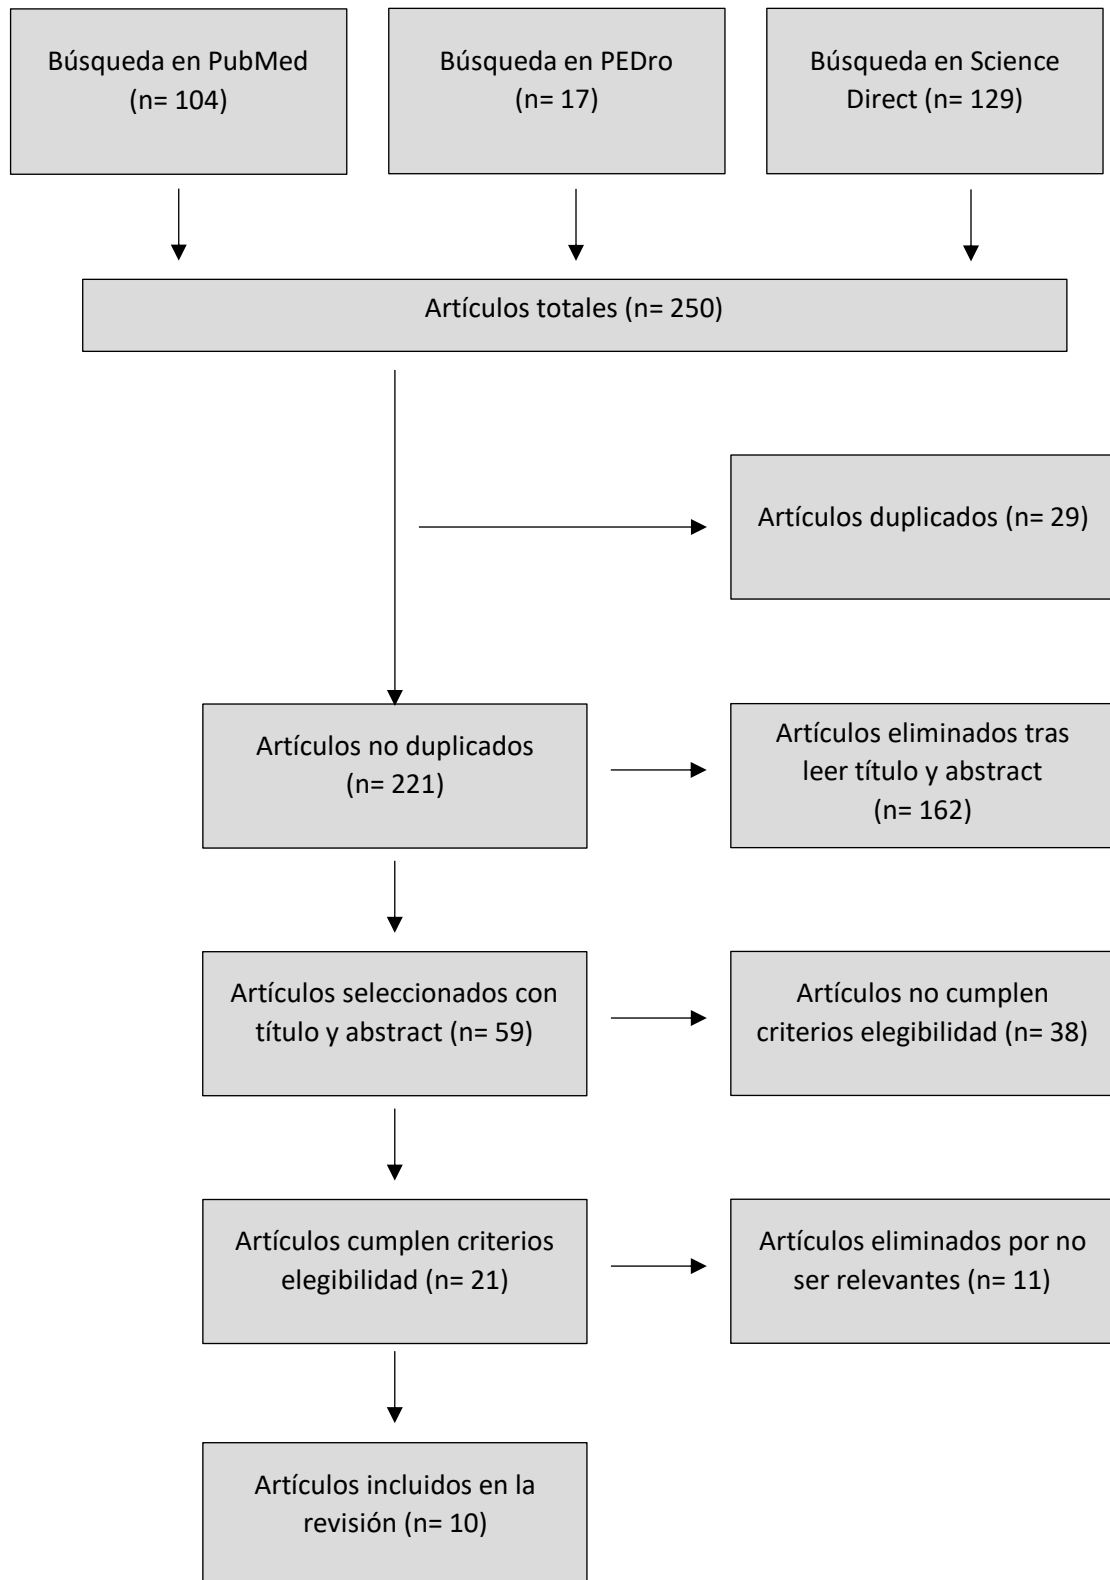 Búsqueda en PubMed
(n= 104)
Búsqueda en PEDro
(n= 17)
Búsqueda en Science
Direct (n= 129)
Artículos totales (n= 250)
Artículos duplicados (n= 29)
Artículos no duplicados
(n= 221)
Artículos eliminados tras
leer título y abstract
(n= 162)
Artículos seleccionados con
título y abstract (n= 59)
Artículos no cumplen
criterios elegibilidad (n= 38)
Artículos cumplen criterios
elegibilidad (n= 21)
Artículos eliminados por no
ser relevantes (n= 11)
Artículos incluidos en la
revisión (n= 10)